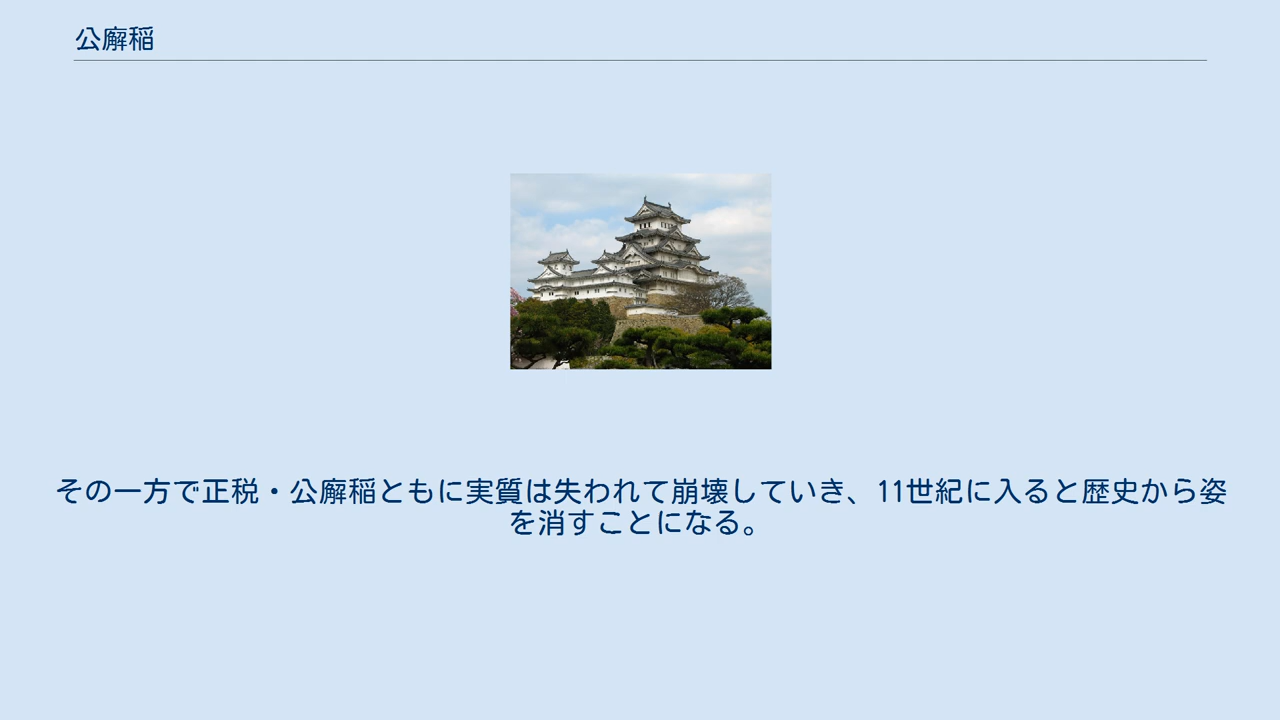 公廨稲
その一方で正税・公廨稲ともに実質は失われて崩壊していき、11世紀に入ると歴史から姿
を消すことになる。